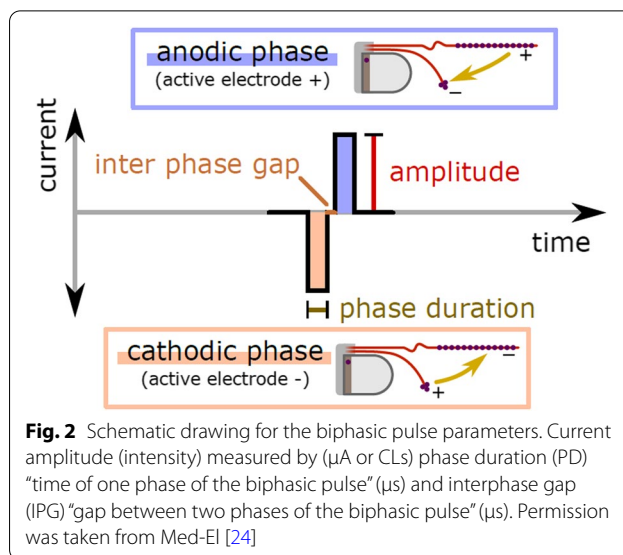 anodic phase
(active electrode +)
+
−
current
inter phase gap
amplitude
time
phase duration
cathodic phase
(active electrode -)
−
+
Fig. 2 Schematic drawing for the biphasic pulse parameters. Current
amplitude (intensity) measured by (µA or CLs) phase duration (PD)
“time of one phase of the biphasic pulse” (µs) and interphase gap
(IPG) “gap between two phases of the biphasic pulse” (µs). Permission
was taken from Med-El [24]